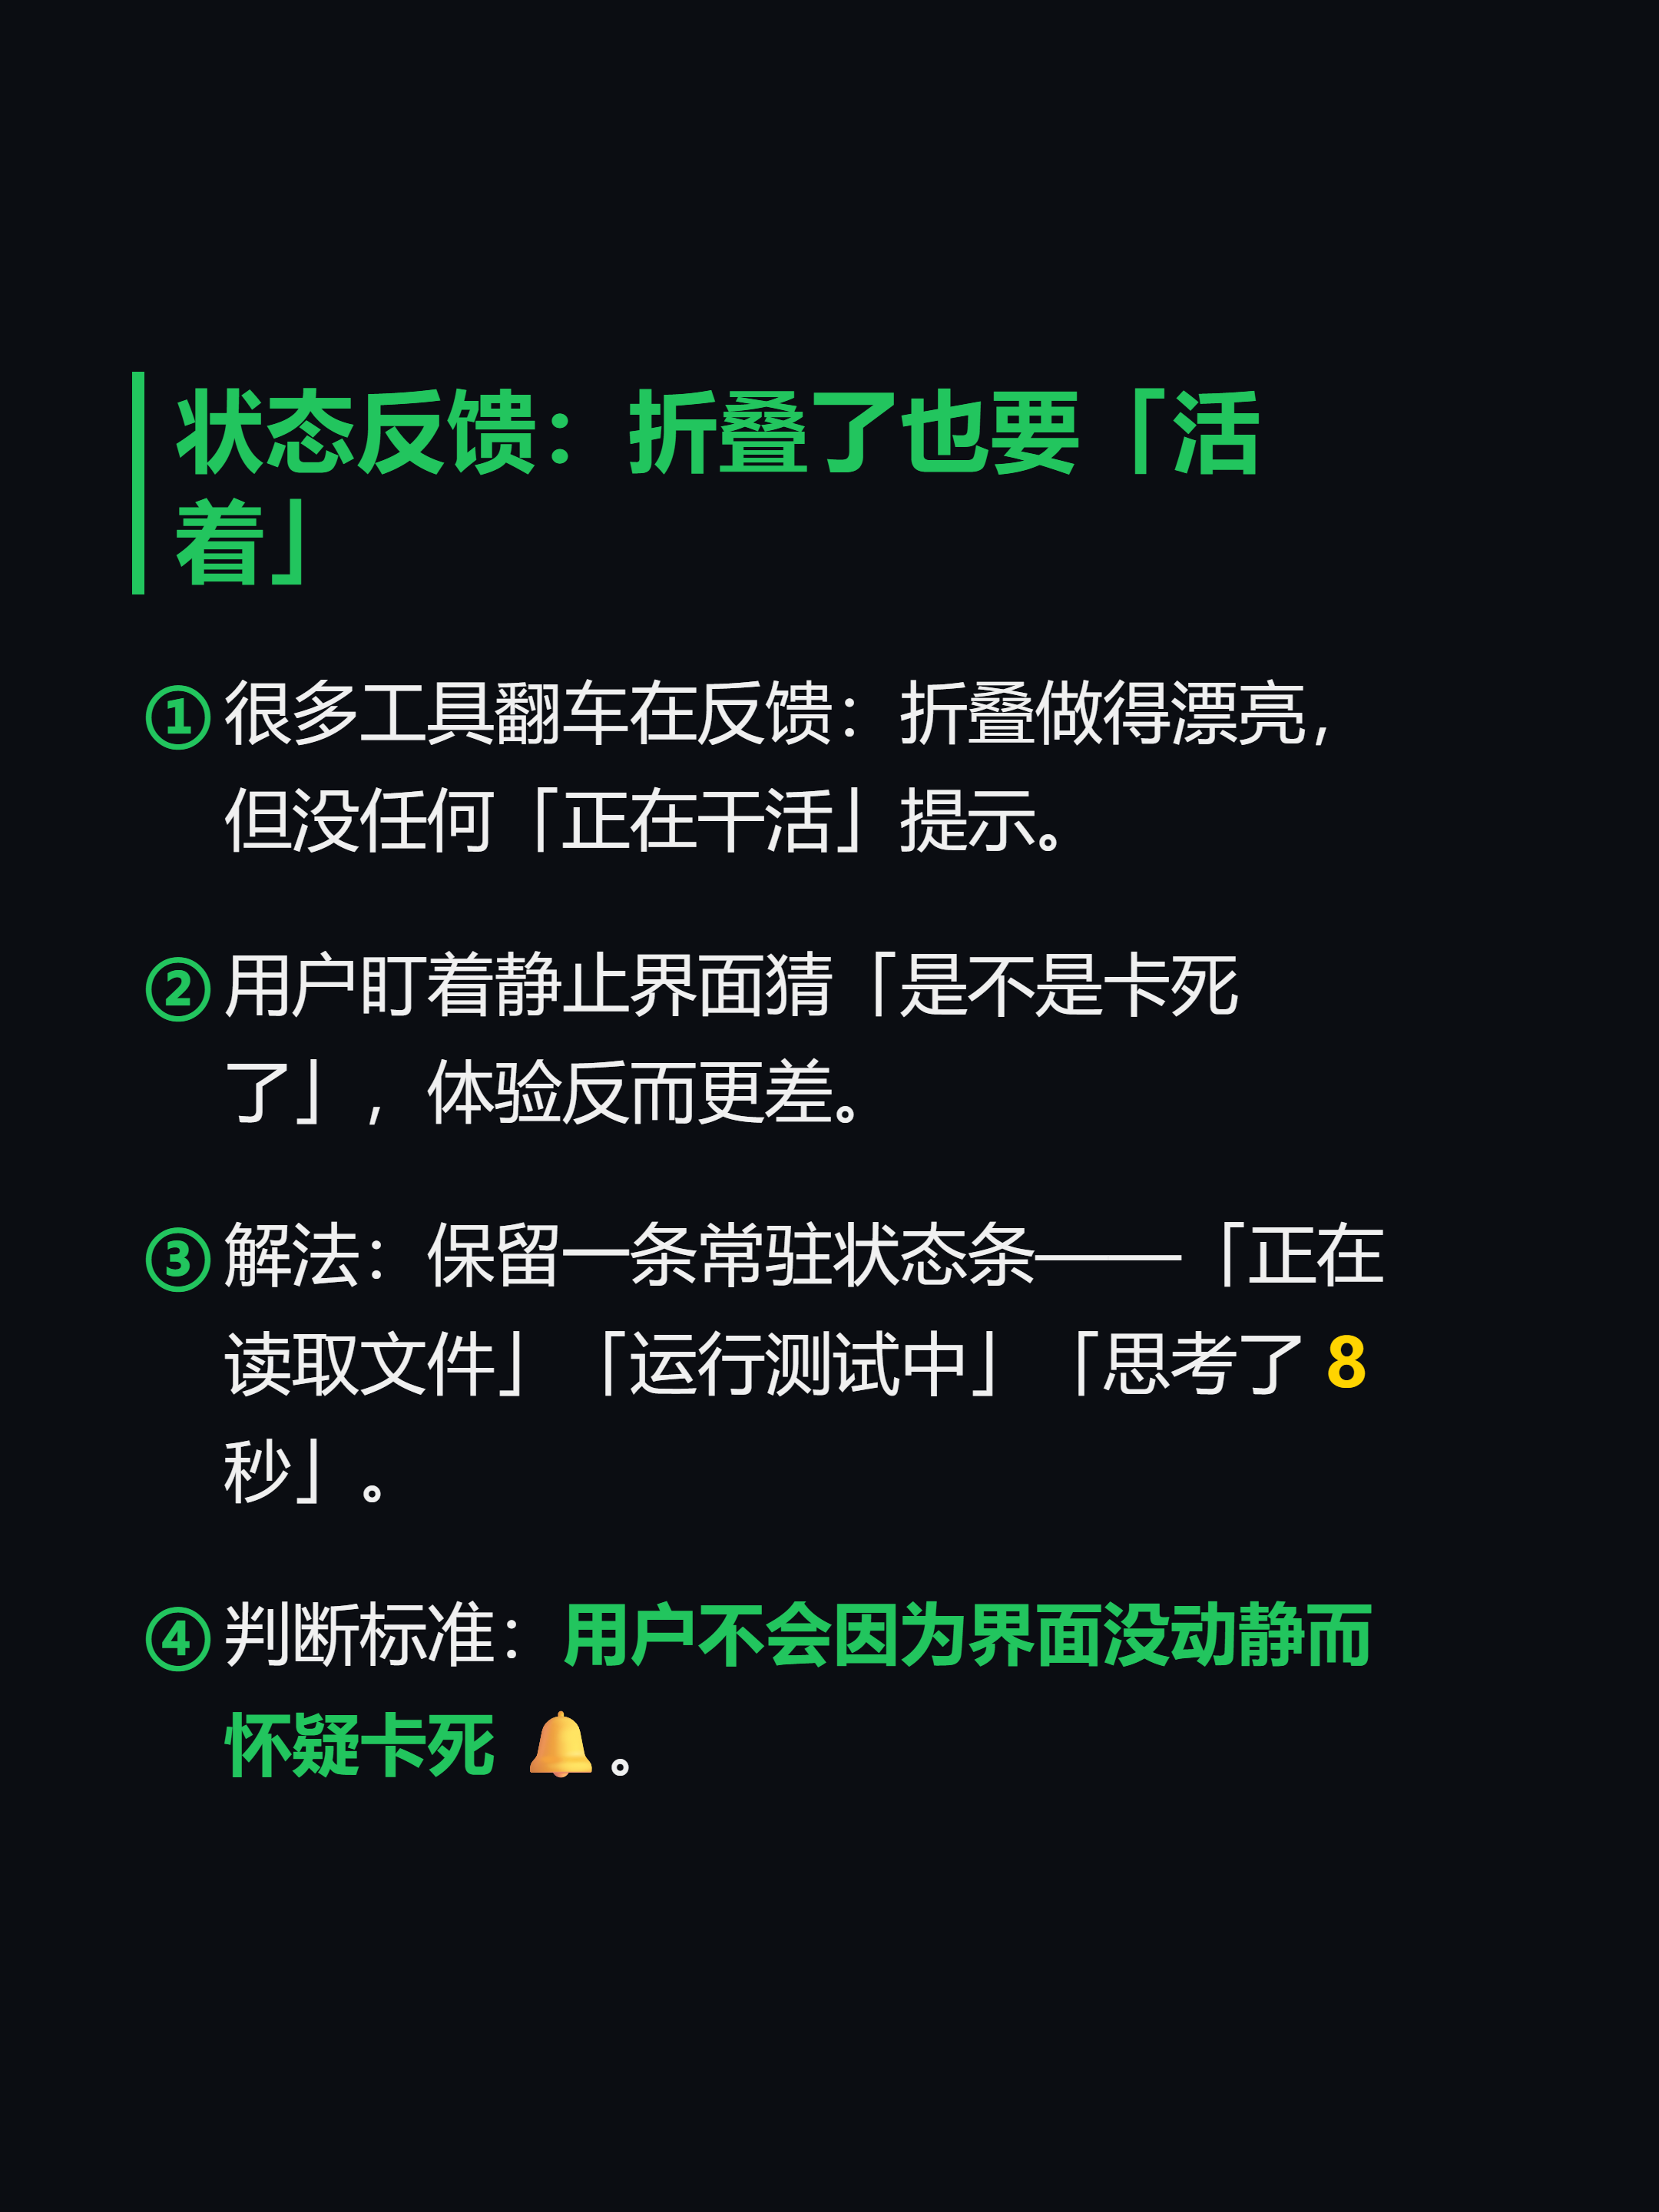 状态反馈：折叠了也要「活
着」
① 很多工具翻车在反馈：折叠做得漂亮，
但没任何「正在干活」提示。
② 用户盯着静止界面猜「是不是卡死
了」，体验反而更差。
③ 解法：保留一条常驻状态条——「正在
读取文件」「运行测试中」「思考了 8
秒」。
④ 判断标准：用户不会因为界面没动静而
怀疑卡死 🔔。